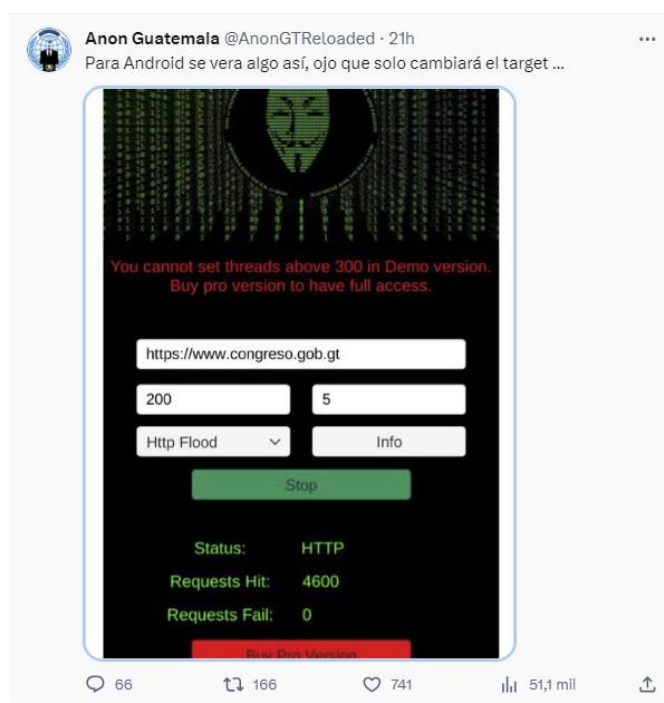 Anon Guatemala @AnonGTReloaded · 21h
Para Android se vera algo así, ojo que solo cambiará el target ...
You cannot set threads above 300 in Demo version.
Buy pro version to have full access.
https://www.congreso.gob.gt
200
5
Http Flood
Info
Stop
Status: HTTP
Requests Hit: 4600
Requests Fail: 0
Buy Pro Version
66
166
741
51,1 mil